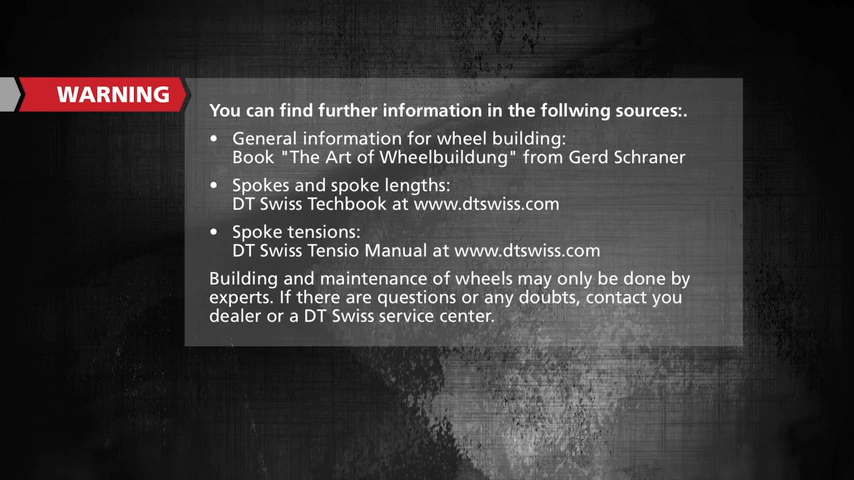 WARNING
You can find further information in the follwing sources:.
• General information for wheel building:
Book "The Art of Wheelbuildung" from Gerd Schraner
• Spokes and spoke lengths:
DT Swiss Techbook at www.dtswiss.com
• Spoke tensions:
DT Swiss Tensio Manual at www.dtswiss.com
Building and maintenance of wheels may only be done by
experts. If there are questions or any doubts, contact you
dealer or a DT Swiss service center.